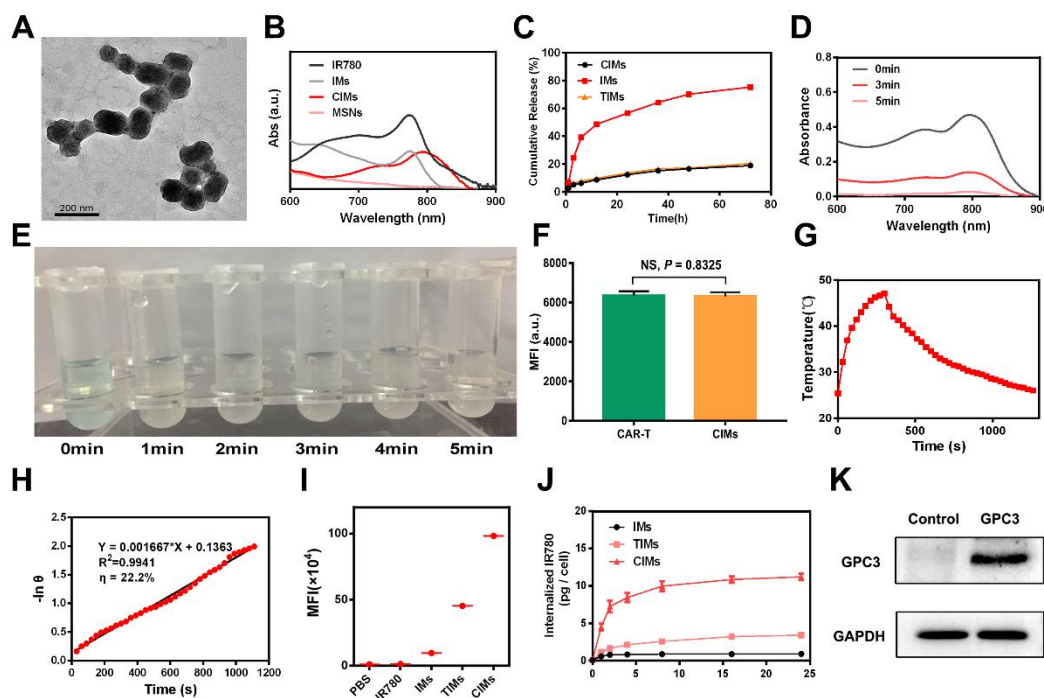 A
200 nm
B
Abs (a.u.)
IR780
IMs
CIMs
MSNs
600 700 800 900
Wavelength (nm)
C
Cumulative Release (%)
100
80
60
40
20
0
CIMs
IMs
TIMs
0 20 40 60 80
Time(h)
D
Absorbance
0.8
0.6
0.4
0.2
0.0
0min
3min
5min
600 700 800 900
Wavelength (nm)
E
0min 1min 2min 3min 4min 5min
F
NS, P = 0.8325
MFI (a.u.)
8000
6000
4000
2000
0
CAR-T CIMs
G
Temperature(℃)
50
40
30
20
0 500 1000
Time (s)
H
-ln θ
2.5
2.0
1.5
1.0
0.5
0.0
Y = 0.001667*X + 0.1363
R²=0.9941
η = 22.2%
0 200 400 600 800 1000 1200
Time (s)
I
MFI(×10⁴)
100
50
0
PBS IR780 IMs TIMs CIMs
J
Internalized IR780
(pg / cell)
20
15
10
5
0
IMs
TIMs
CIMs
0 5 10 15 20 25
Time (h)
K
Control GPC3
GPC3
GAPDH